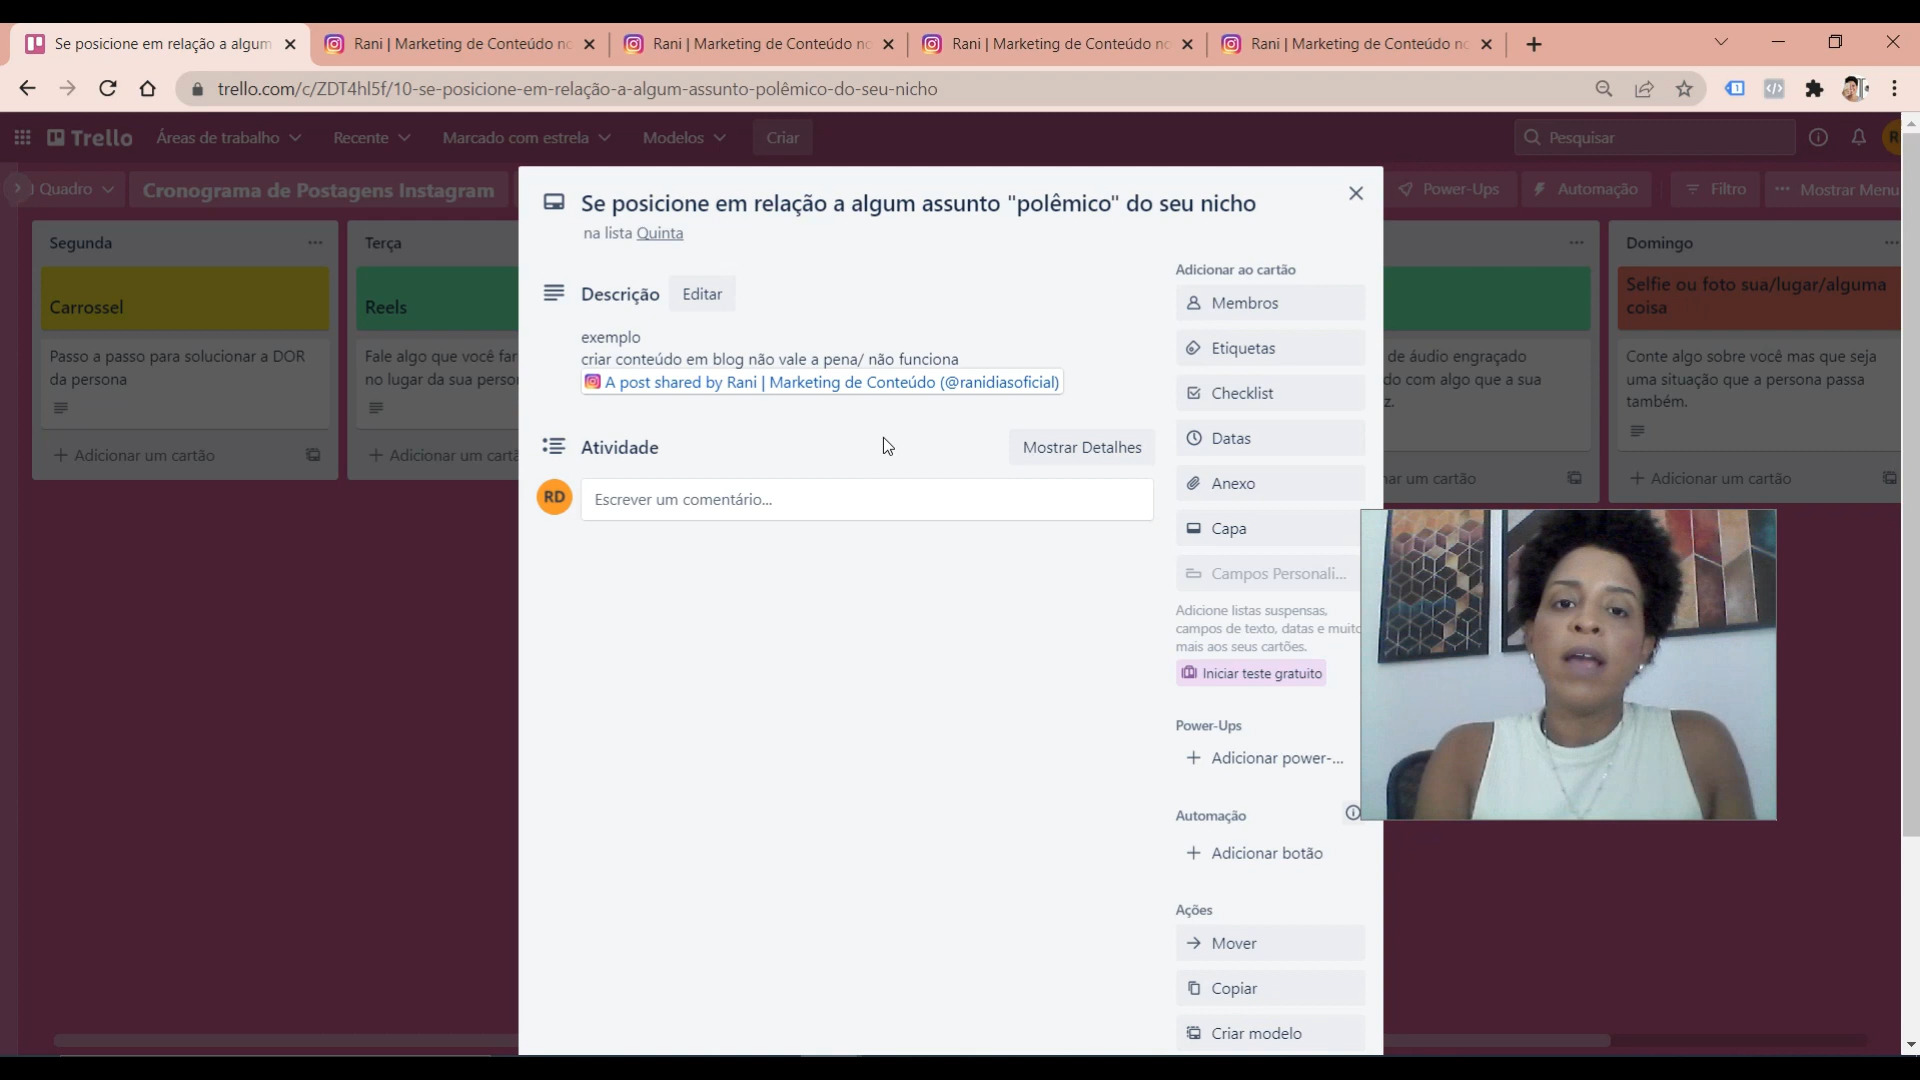 Se posicione em relação a algum
Rani | Marketing de Conteúdo no
Rani | Marketing de Conteúdo no
Rani | Marketing de Conteúdo no
Rani | Marketing de Conteúdo no
trello.com/c/ZDT4hl5f/10-se-posicione-em-relação-a-algum-assunto-polêmico-do-seu-nicho
Trello
Áreas de trabalho
Recente
Marcado com estrela
Modelos
Criar
Pesquisar
Quadro
Cronograma de Postagens Instagram
Power-Ups
Automação
Filtro
Mostrar Menu
Segunda
Carrossel
Passo a passo para solucionar a DOR
da persona
+ Adicionar um cartão
Terça
Reels
Fale algo que você far
no lugar da sua perso
+ Adicionar um cartã
Se posicione em relação a algum assunto "polêmico" do seu nicho
na lista Quinta
Descrição
Editar
exemplo
criar conteúdo em blog não vale a pena/ não funciona
A post shared by Rani | Marketing de Conteúdo (@ranidiasoficial)
Atividade
Mostrar Detalhes
RD
Escrever um comentário...
Adicionar ao cartão
Membros
Etiquetas
Checklist
Datas
Anexo
Capa
Campos Personali...
Adicione listas suspensas,
campos de texto, datas e muito
mais aos seus cartões.
Iniciar teste gratuito
Power-Ups
+ Adicionar power-...
Automação
+ Adicionar botão
Ações
Mover
Copiar
Criar modelo
de áudio engraçado
do com algo que a sua
z.
ar um cartão
Domingo
Selfie ou foto sua/lugar/alguma
coisa
Conte algo sobre você mas que seja
uma situação que a persona passa
também.
+ Adicionar um cartão